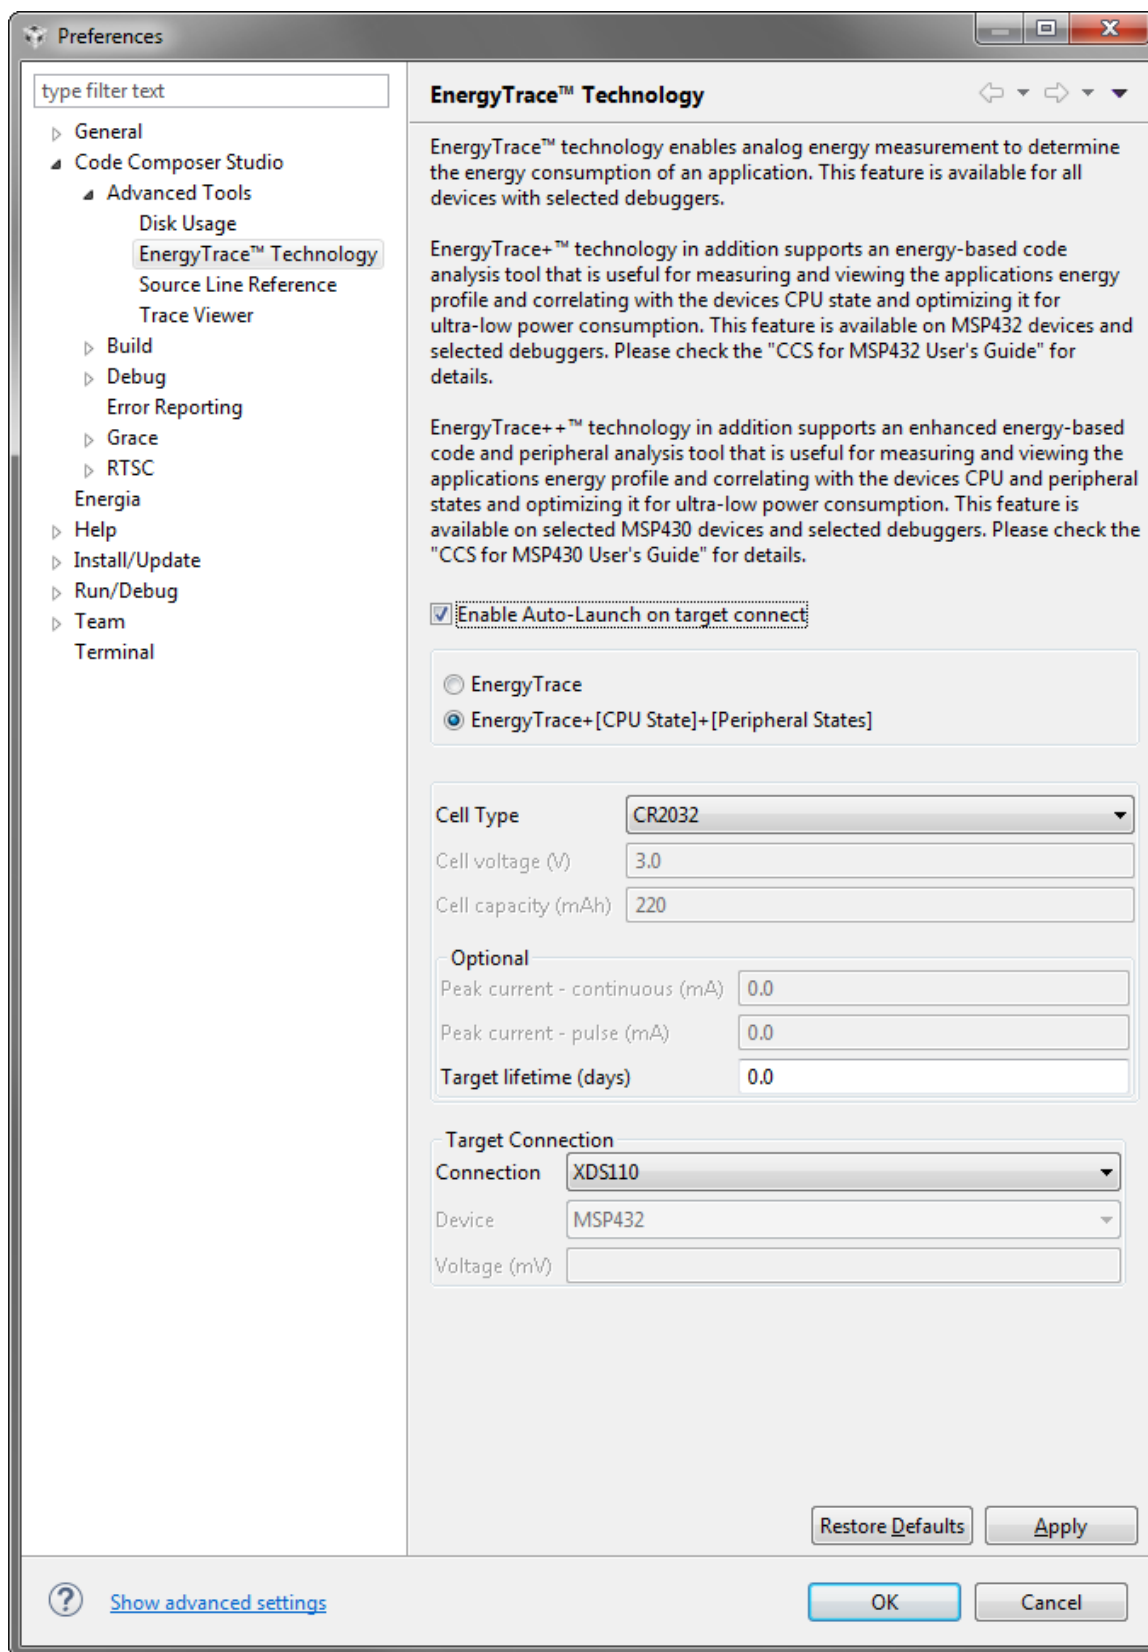 Preferences
type filter text
General
Code Composer Studio
Advanced Tools
Disk Usage
EnergyTrace™ Technology
Source Line Reference
Trace Viewer
Build
Debug
Error Reporting
Grace
RTSC
Energia
Help
Install/Update
Run/Debug
Team
Terminal
EnergyTrace™ Technology
EnergyTrace™ technology enables analog energy measurement to determine
the energy consumption of an application. This feature is available for all
devices with selected debuggers.
EnergyTrace+™ technology in addition supports an energy-based code
analysis tool that is useful for measuring and viewing the applications energy
profile and correlating with the devices CPU state and optimizing it for
ultra-low power consumption. This feature is available on MSP432 devices and
selected debuggers. Please check the "CCS for MSP432 User's Guide" for
details.
EnergyTrace++™ technology in addition supports an enhanced energy-based
code and peripheral analysis tool that is useful for measuring and viewing the
applications energy profile and correlating with the devices CPU and peripheral
states and optimizing it for ultra-low power consumption. This feature is
available on selected MSP430 devices and selected debuggers. Please check the
"CCS for MSP430 User's Guide" for details.
Enable Auto-Launch on target connect
EnergyTrace
EnergyTrace+[CPU State]+[Peripheral States]
Cell Type CR2032
Cell voltage (V) 3.0
Cell capacity (mAh) 220
Optional
Peak current - continuous (mA) 0.0
Peak current - pulse (mA) 0.0
Target lifetime (days) 0.0
Target Connection
Connection XDS110
Device MSP432
Voltage (mV)
Restore Defaults Apply
? Show advanced settings OK Cancel